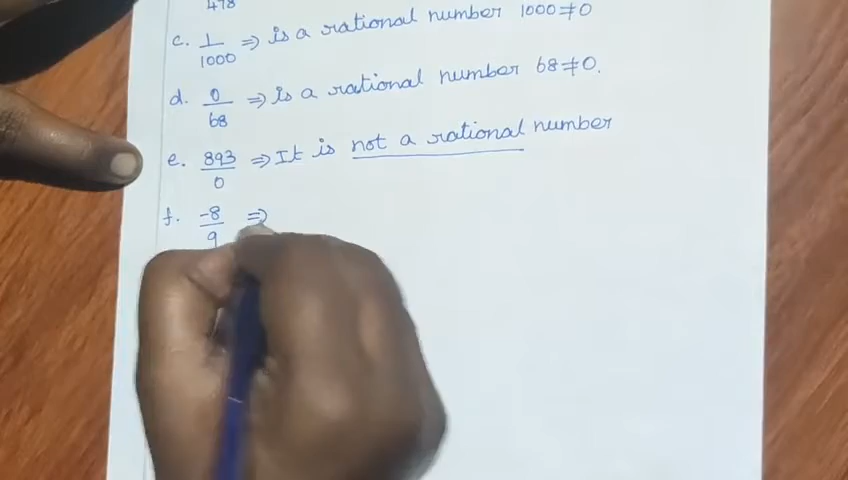 478
c. 1/1000 ⇒ is a rational number 1000≠0
d. 0/68 ⇒ is a rational number 68≠0.
e. 893/0 ⇒ It is not a rational number
f. -8/9 ⇒